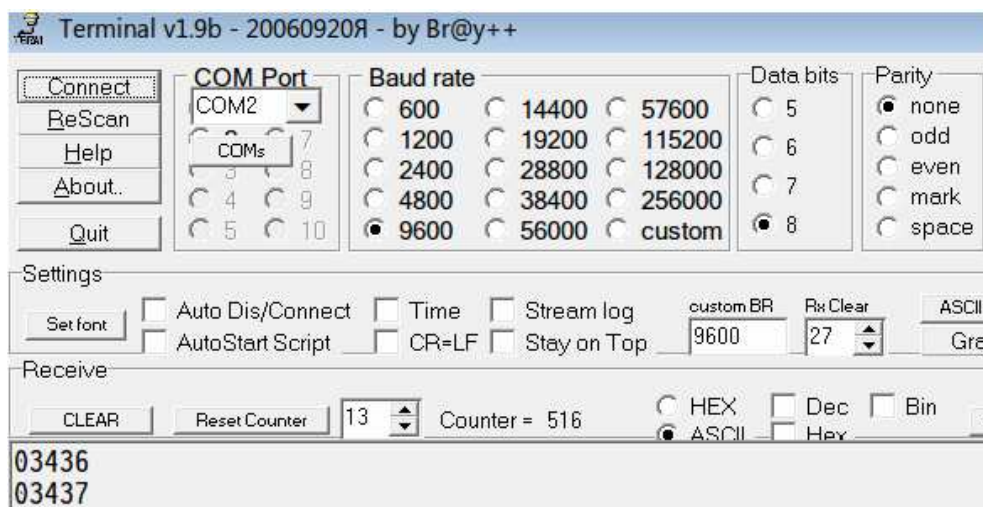 Terminal v1.9b - 20060920Я - by Br@y++
Connect
ReScan
Help
About..
Quit
COM Port
COM2
COMs
7
3 8
4 9
5 10
Baud rate
600 14400 57600
1200 19200 115200
2400 28800 128000
4800 38400 256000
9600 56000 custom
Data bits
5
6
7
8
Parity
none
odd
even
mark
space
Settings
Set font
Auto Dis/Connect Time Stream log
AutoStart Script CR=LF Stay on Top
custom BR
9600
Rx Clear
27
ASCII
Gra
Receive
CLEAR
Reset Counter
13
Counter = 516
HEX Dec Bin
ASCII Hex
03436
03437